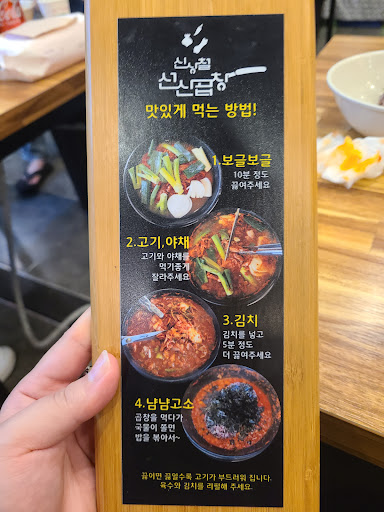 신상철
선산곱창
맛있게 먹는 방법!
1.보글보글
10분 정도
끓여주세요
2.고기,야채
고기와 야채를
먹기좋게
잘라주세요
3.김치
김치를 넣고
5분 정도
더 끓여주세요
4.냠냠고소
곱창을 먹다가
국물이 쫄면
밥을 볶아서~
끓이면 끓일수록 고기가 부드러워 집니다.
육수와 김치를 리필해 주세요.